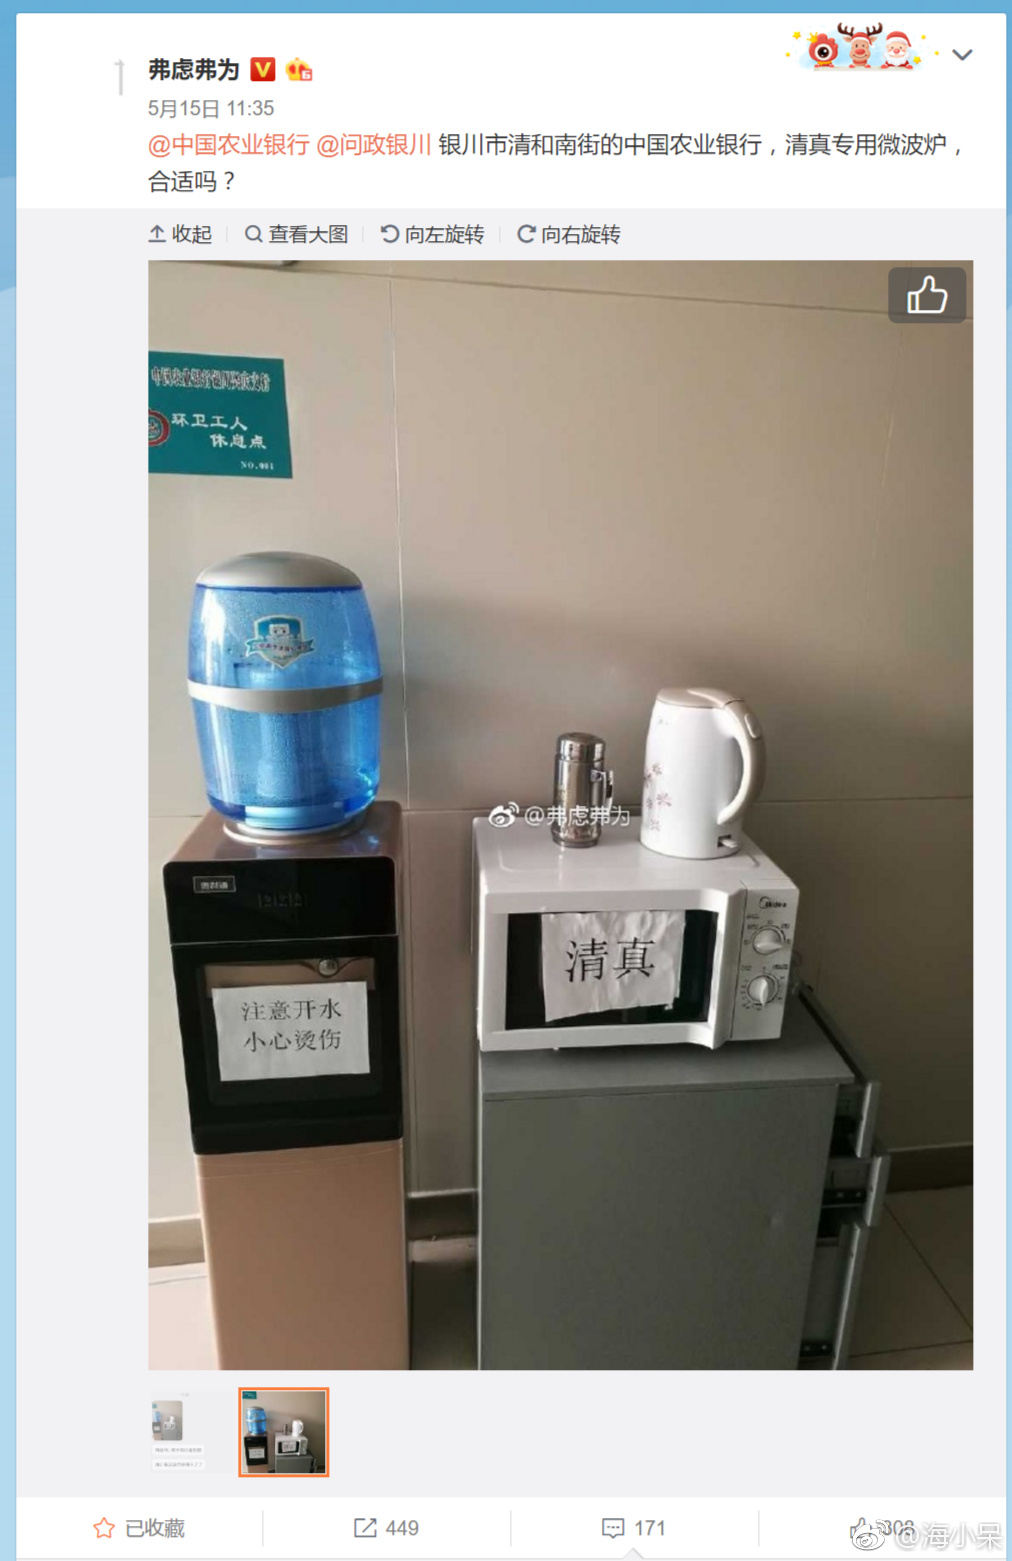 弗虑弗为
5月15日 11:35
@中国农业银行 @问政银川 银川市清和南街的中国农业银行，清真专用微波炉，
合适吗？
收起 查看大图 向左旋转 向右旋转
环卫工人
休息点
NO.001
@弗虑弗为
Midea
清真
注意开水
小心烫伤
已收藏 449 171 808
@海小呆